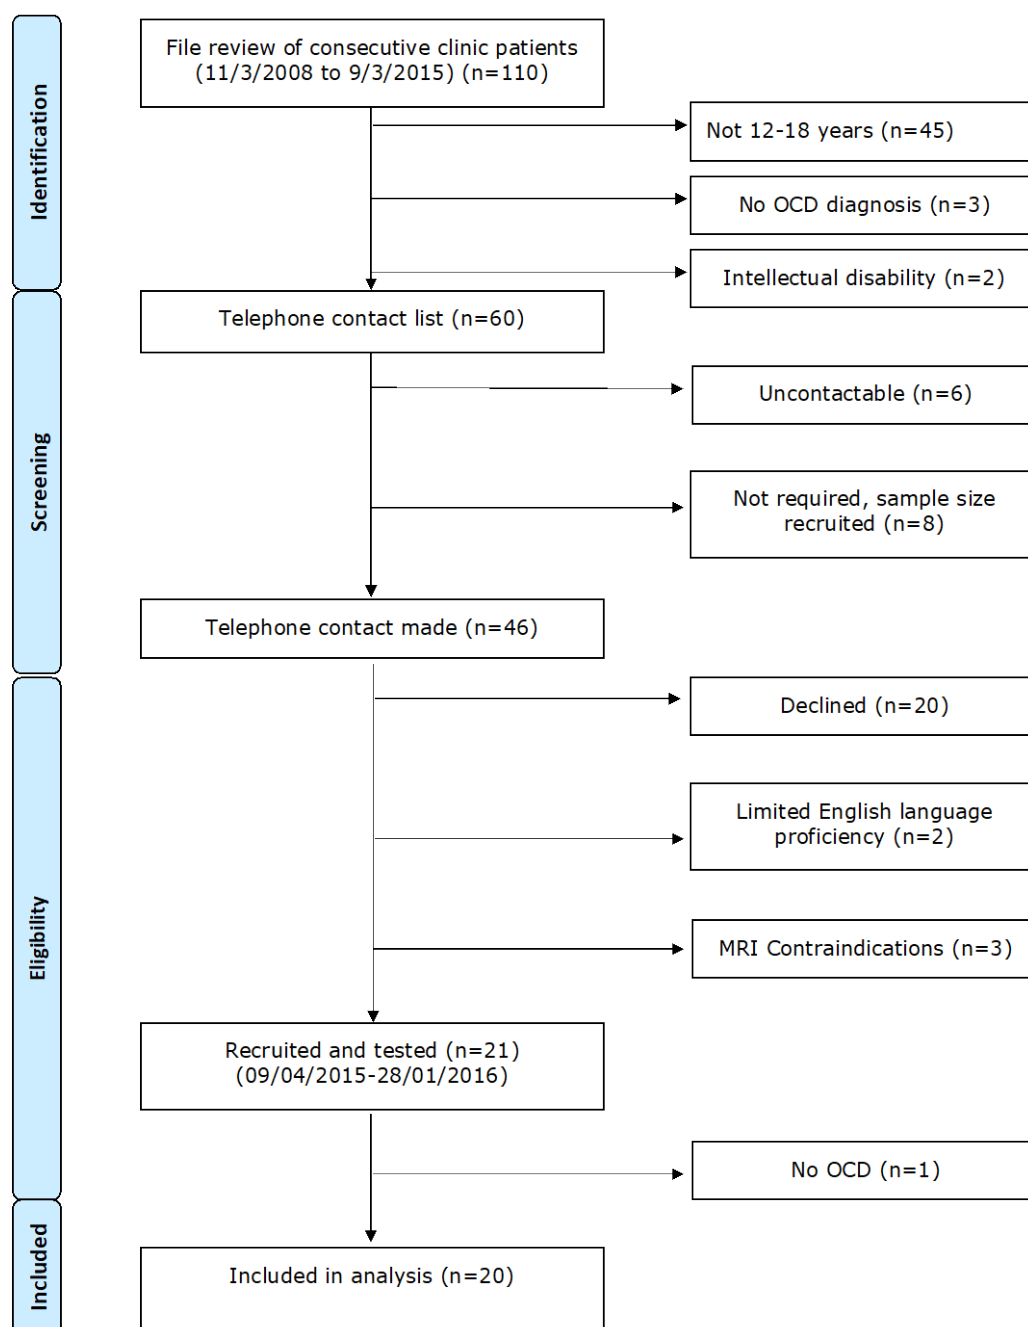 Identification
File review of consecutive clinic patients
(11/3/2008 to 9/3/2015) (n=110)
Not 12-18 years (n=45)
No OCD diagnosis (n=3)
Intellectual disability (n=2)
Screening
Telephone contact list (n=60)
Uncontactable (n=6)
Not required, sample size
recruited (n=8)
Telephone contact made (n=46)
Eligibility
Declined (n=20)
Limited English language
proficiency (n=2)
MRI Contraindications (n=3)
Recruited and tested (n=21)
(09/04/2015-28/01/2016)
No OCD (n=1)
Included
Included in analysis (n=20)